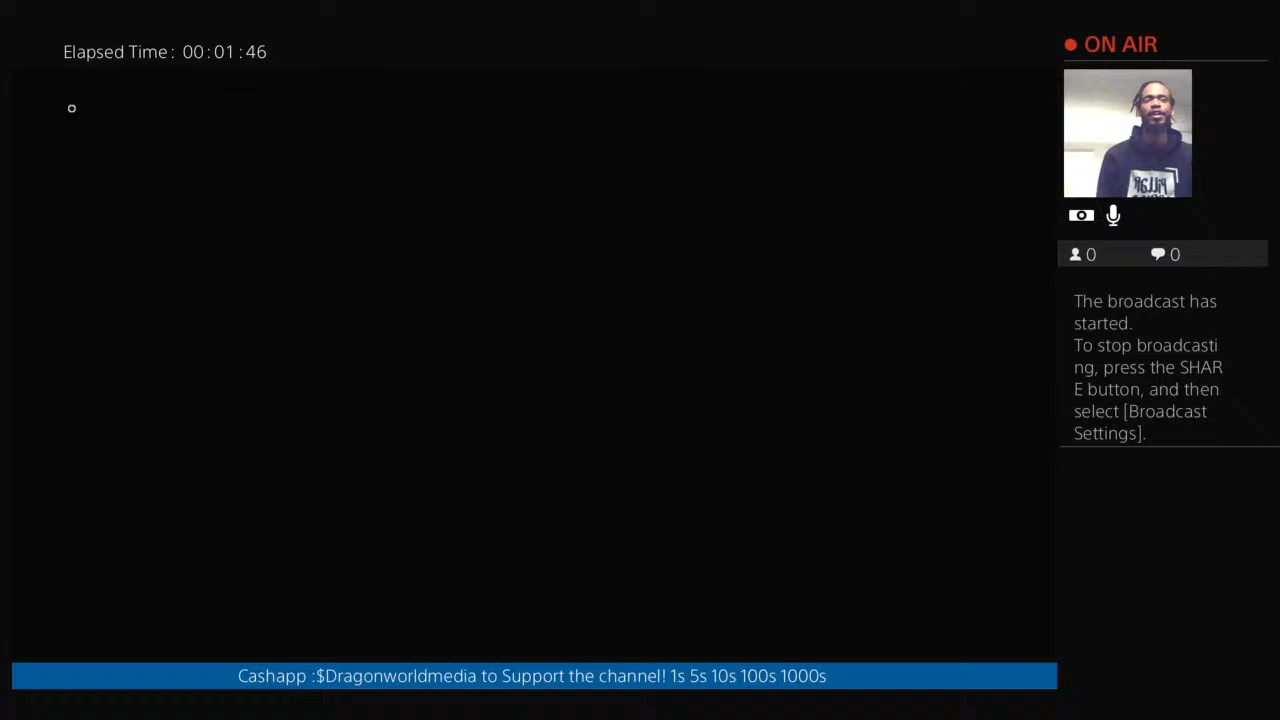 Elapsed Time: 00:01:46
ON AIR
0 0
The broadcast has
started.
To stop broadcasti
ng, press the SHAR
E button, and then
select [Broadcast
Settings].
Cashapp :$Dragonworldmedia to Support the channel! 1s 5s 10s 100s 1000s